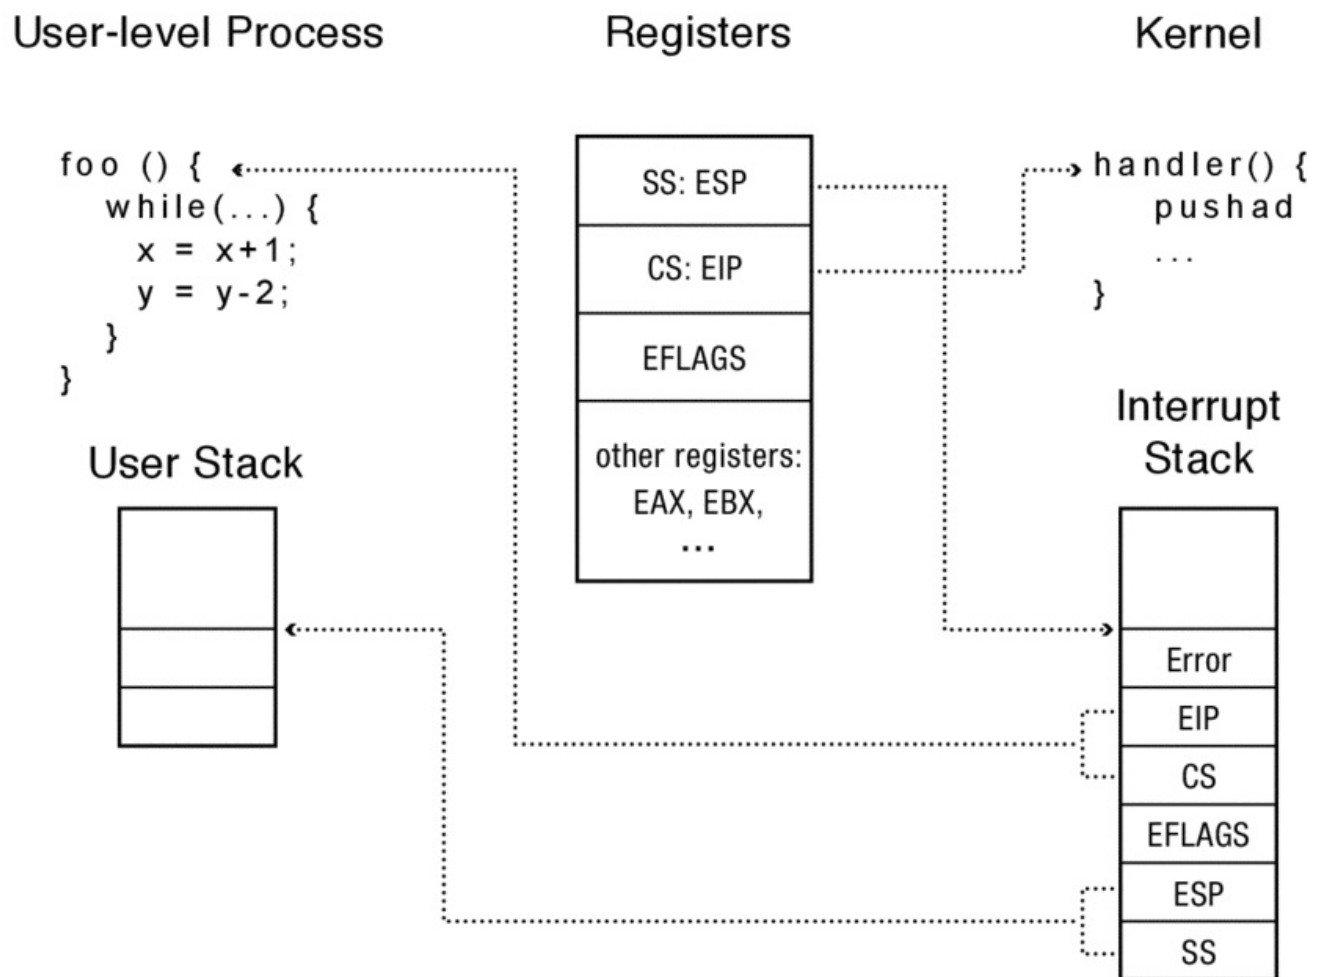 User-level Process
Registers
Kernel
foo () {
while(...) {
x = x+1;
y = y-2;
}
}
SS: ESP
CS: EIP
EFLAGS
other registers:
EAX, EBX,
...
handler() {
pushad
...
}
User Stack
Interrupt
Stack
Error
EIP
CS
EFLAGS
ESP
SS